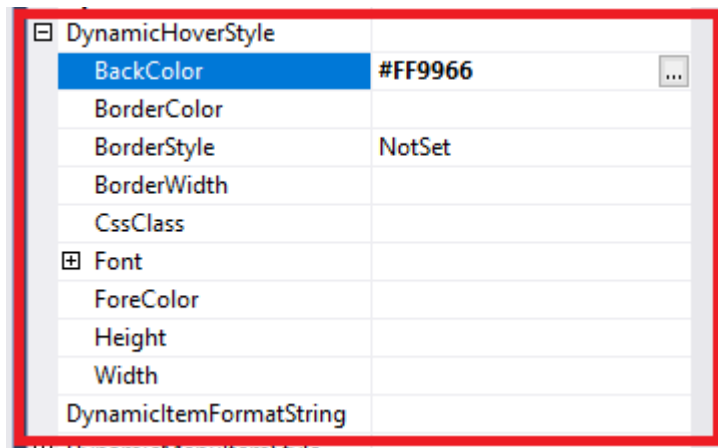 DynamicHoverStyle
BackColor #FF9966 ...
BorderColor
BorderStyle NotSet
BorderWidth
CssClass
Font
ForeColor
Height
Width
DynamicItemFormatString